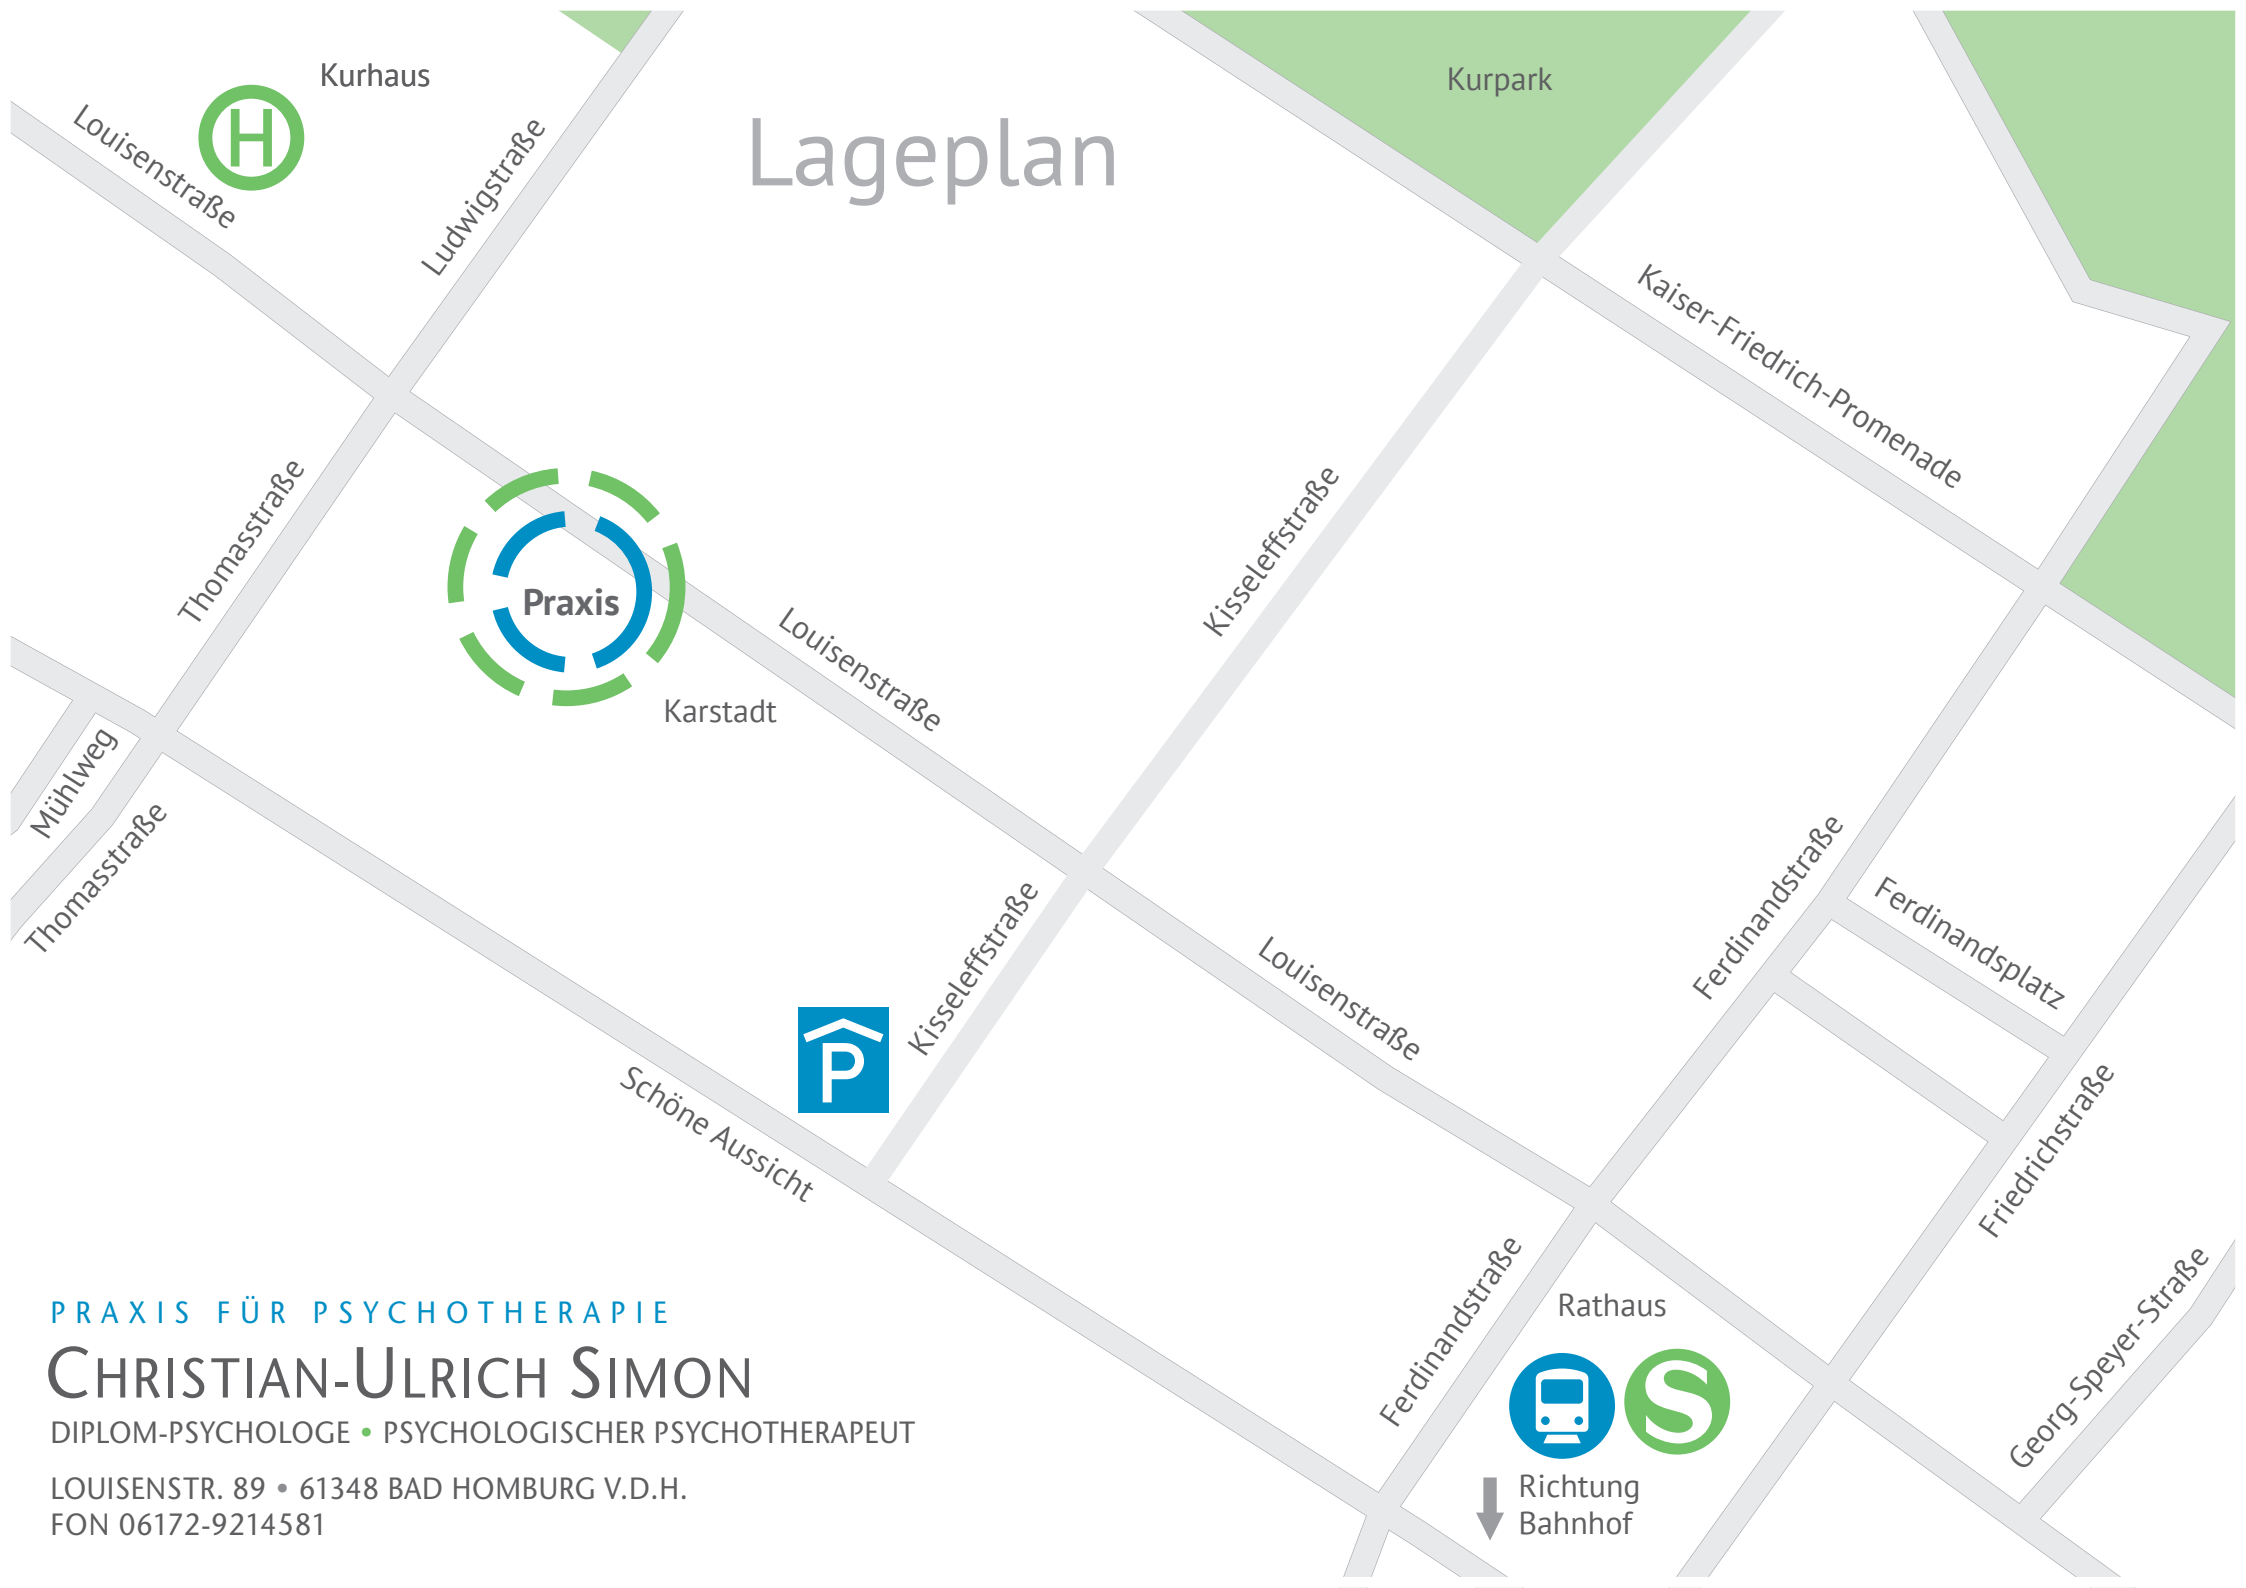 Kurhaus
H
Louisenstraße
Ludwigstraße
Lageplan
Kurpark
Kaiser-Friedrich-Promenade
Thomasstraße
Praxis
Louisenstraße
Kisseleffstraße
Karstadt
Mühlweg
Thomasstraße
Kisseleffstraße
P
Schöne Aussicht
Louisenstraße
Ferdinandstraße
Ferdinandsplatz
Friedrichstraße
Georg-Speyer-Straße
Ferdinandstraße
Rathaus
S
Richtung
Bahnhof
PRAXIS FÜR PSYCHOTHERAPIE
CHRISTIAN-ULRICH SIMON
DIPLOM-PSYCHOLOGE • PSYCHOLOGISCHER PSYCHOTHERAPEUT
LOUISENSTR. 89 • 61348 BAD HOMBURG V.D.H.
FON 06172-9214581